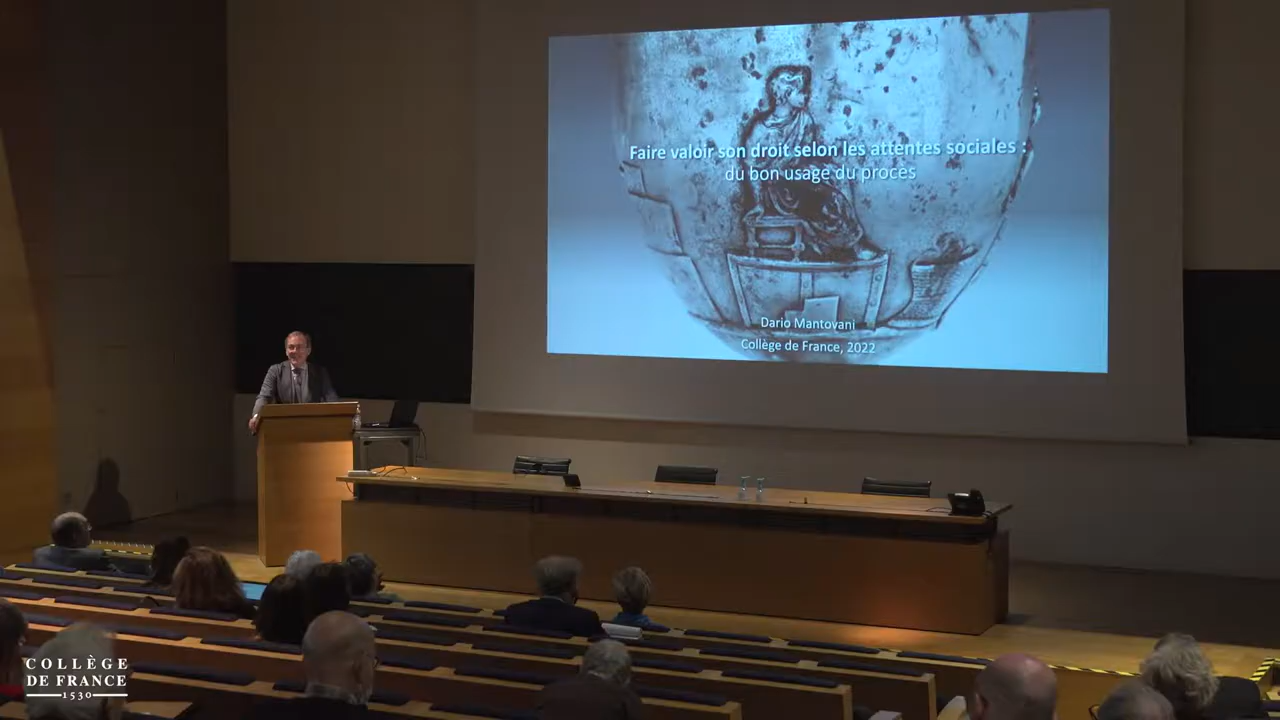 Faire valoir son droit selon les attentes sociales :
du bon usage du procès
Dario Mantovani
Collège de France, 2022
COLLÈGE
DE FRANCE
1530